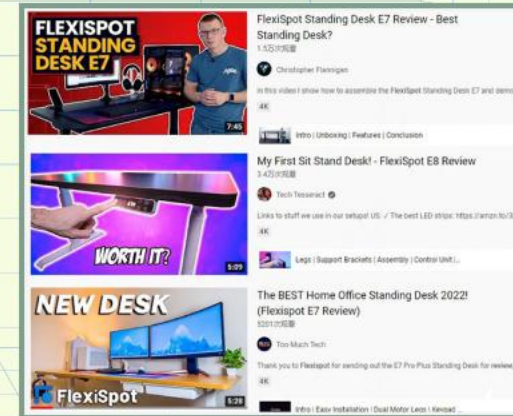 FLEXISPOT
STANDING
DESK E7
7:45
FlexiSpot Standing Desk E7 Review - Best
Standing Desk?
1.5万次观看
Christopher Flannigan
In this video I show how to assemble the FlexiSpot Standing Desk E7 and demo
4K
Intro | Unboxing | Features | Conclusion
WORTH IT?
5:09
My First Sit Stand Desk! - FlexiSpot E8 Review
3.4万次观看
Tech Tesseract
Links to stuff we use in our setups! US ✓ The best LED strips: https://amzn.to/3
4K
Legs | Support Brackets | Assembly | Control Unit |...
NEW DESK
FlexiSpot
5:28
The BEST Home Office Standing Desk 2022!
(Flexispot E7 Review)
5201次观看
Too Much Tech
Thank you to Flexispot for sending out the E7 Pro Plus Standing Desk for review,
4K
Intro | Easy Installation | Dual Motor Legs | Keypad...